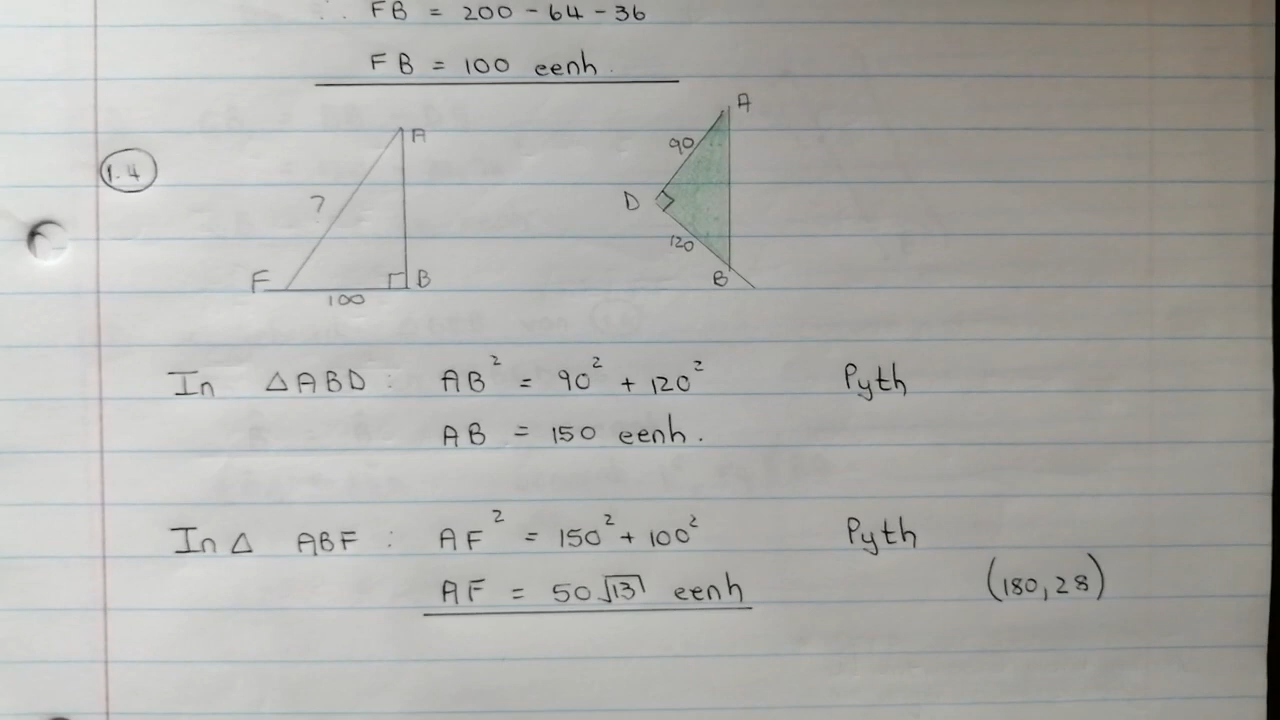 ∴ FB = 200 - 64 - 36
FB = 100 eenh.
1.4
A
?
F
B
100
A
90
D
120
B
In △ABD : AB² = 90² + 120² Pyth
AB = 150 eenh.
In △ ABF : AF² = 150² + 100² Pyth
AF = 50√13 eenh (180,28)